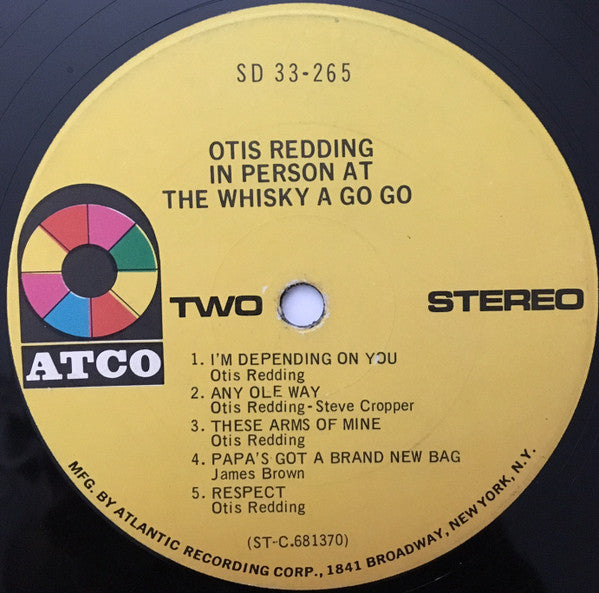 SD 33-265
OTIS REDDING
IN PERSON AT
THE WHISKY A GO GO
TWO
STEREO
ATCO
1. I'M DEPENDING ON YOU
Otis Redding
2. ANY OLE WAY
Otis Redding-Steve Cropper
3. THESE ARMS OF MINE
Otis Redding
4. PAPA'S GOT A BRAND NEW BAG
James Brown
5. RESPECT
Otis Redding
(ST-C.681370)
MFG. BY ATLANTIC RECORDING CORP., 1841 BROADWAY, NEW YORK, N.Y.